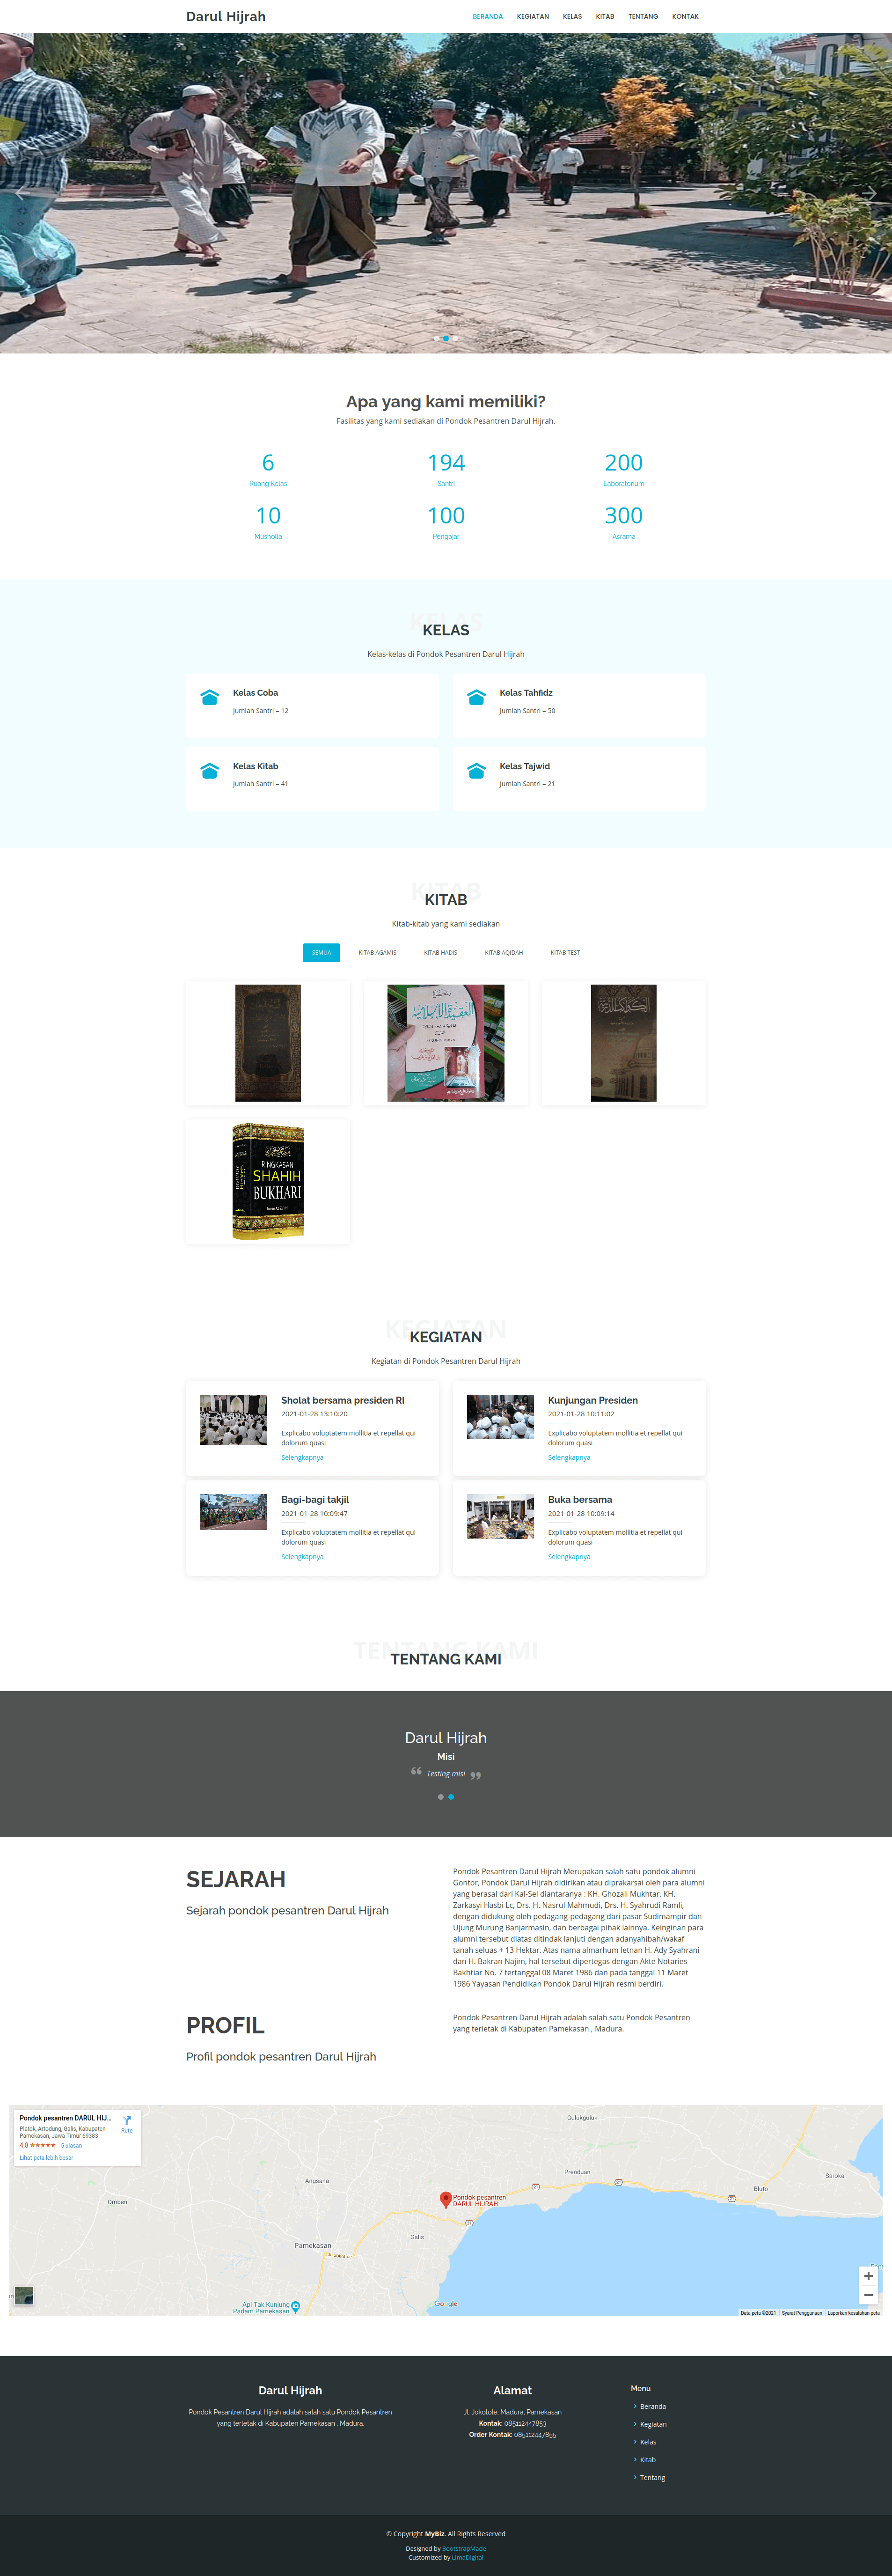 Darul Hijrah
BERANDA KEGIATAN KELAS KITAB TENTANG KONTAK
Apa yang kami memiliki?
Fasilitas yang kami sediakan di Pondok Pesantren Darul Hijrah.
6 194 200
Ruang Kelas Santri Laboratorium
10 100 300
Musholla Pengajar Asrama
KELAS
KELAS
Kelas-kelas di Pondok Pesantren Darul Hijrah
Kelas Coba
Jumlah Santri = 12
Kelas Tahfidz
Jumlah Santri = 50
Kelas Kitab
Jumlah Santri = 41
Kelas Tajwid
Jumlah Santri = 21
KITAB
KITAB
Kitab-kitab yang kami sediakan
SEMUA KITAB AGAMIS KITAB HADIS KITAB AQIDAH KITAB TEST
العقيدة الإسلامية
الكواكب الدرية
RINGKASAN
SHAHIH
BUKHARI
KEGIATAN
KEGIATAN
Kegiatan di Pondok Pesantren Darul Hijrah
Sholat bersama presiden RI
2021-01-28 13:10:20
Explicabo voluptatem mollitia et repellat qui
dolorum quasi
Selengkapnya
Kunjungan Presiden
2021-01-28 10:11:02
Explicabo voluptatem mollitia et repellat qui
dolorum quasi
Selengkapnya
Bagi-bagi takjil
2021-01-28 10:09:47
Explicabo voluptatem mollitia et repellat qui
dolorum quasi
Selengkapnya
Buka bersama
2021-01-28 10:09:14
Explicabo voluptatem mollitia et repellat qui
dolorum quasi
Selengkapnya
TENTANG KAMI
TENTANG KAMI
Darul Hijrah
Misi
Testing misi
SEJARAH
Sejarah pondok pesantren Darul Hijrah
Pondok Pesantren Darul Hijrah Merupakan salah satu pondok alumni
Gontor, Pondok Darul Hijrah didirikan atau diprakarsai oleh para alumni
yang berasal dari Kal-Sel diantaranya : KH. Ghozali Mukhtar, KH.
Zarkasyi Hasbi Lc, Drs. H. Nasrul Mahmudi, Drs. H. Syahrudi Ramli,
dengan didukung oleh pedagang-pedagang dari pasar Sudimampir dan
Ujung Murung Banjarmasin, dan berbagai pihak lainnya. Keinginan para
alumni tersebut diatas ditindak lanjuti dengan adanyahibah/wakaf
tanah seluas + 13 Hektar. Atas nama almarhum letnan H. Ady Syahrani
dan H. Bakran Najim, hal tersebut dipertegas dengan Akte Notaries
Bakhtiar No. 7 tertanggal 08 Maret 1986 dan pada tanggal 11 Maret
1986 Yayasan Pendidikan Pondok Darul Hijrah resmi berdiri.
PROFIL
Profil pondok pesantren Darul Hijrah
Pondok Pesantren Darul Hijrah adalah salah satu Pondok Pesantren
yang terletak di Kabupaten Pamekasan , Madura.
Pondok pesantren DARUL HIJ...
Platok, Artodung, Galis, Kabupaten
Pamekasan, Jawa Timur 69383
Rute
4,8 ★★★★★ 5 ulasan
Lihat peta lebih besar
Gulukguluk
Prenduan
Saroka
Angsana
Bluto
Omben
Pondok pesantren
DARUL HIJRAH
Galis
Pamekasan
Jl. Jokotole
Api Tak Kunjung
Padam Pamekasan
Google
Data peta ©2021 Syarat Penggunaan Laporkan kesalahan peta
Darul Hijrah
Pondok Pesantren Darul Hijrah adalah salah satu Pondok Pesantren
yang terletak di Kabupaten Pamekasan , Madura.
Alamat
Jl. Jokotole, Madura, Pamekasan
Kontak: 085112447853
Order Kontak: 085112447855
Menu
Beranda
Kegiatan
Kelas
Kitab
Tentang
© Copyright MyBiz. All Rights Reserved
Designed by BootstrapMade
Customized by LimaDigital